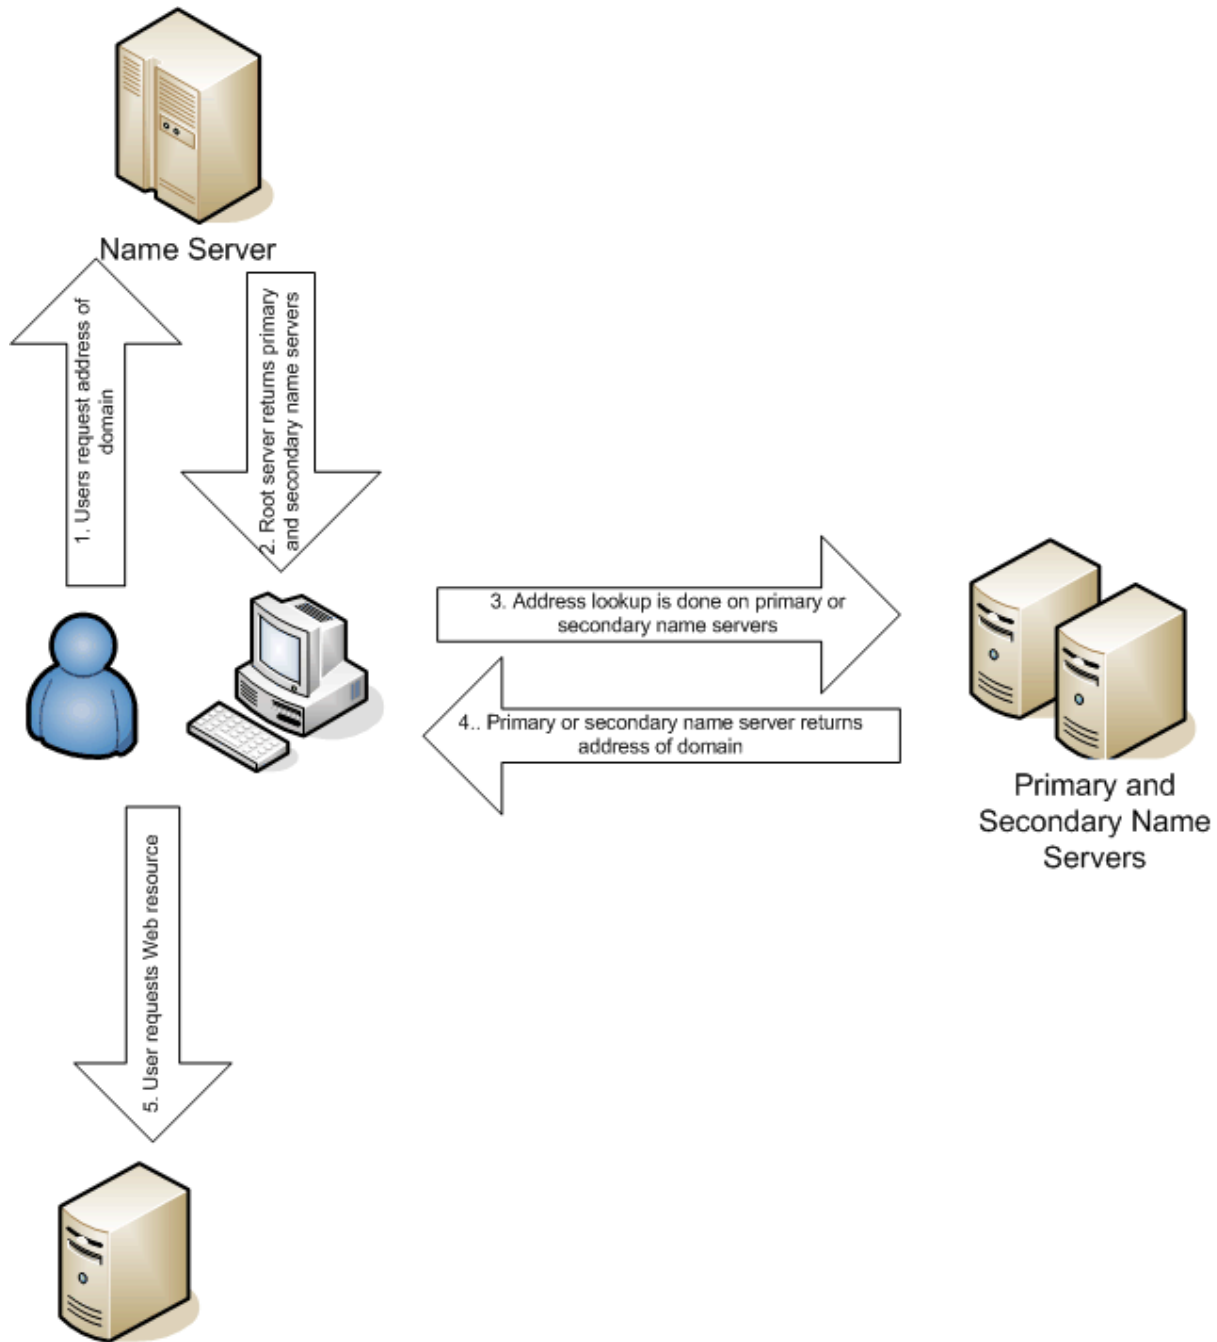 Name Server
1. Users request address of
domain
2. Root server returns primary
and secondary name servers
3. Address lookup is done on primary or
secondary name servers
4.. Primary or secondary name server returns
address of domain
Primary and
Secondary Name
Servers
5. User requests Web resource